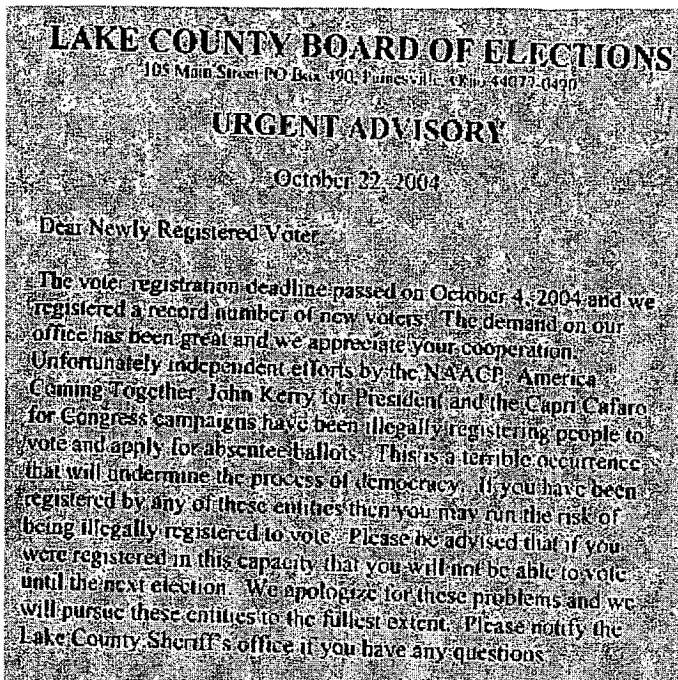 LAKE COUNTY BOARD OF ELECTIONS
105 Main Street PO Box 490, Painesville, Ohio 44077-0490
URGENT ADVISORY
October 22, 2004
Dear Newly Registered Voter,
The voter registration deadline passed on October 4, 2004 and we
registered a record number of new voters. The demand on our
office has been great and we appreciate your cooperation.
Unfortunately independent efforts by the NAACP, America
Coming Together, John Kerry for President and the Capri Cafaro
for Congress campaigns have been illegally registering people to
vote and apply for absentee ballots. This is a terrible occurrence
that will undermine the process of democracy. If you have been
registered by any of these entities then you may run the risk of
being illegally registered to vote. Please be advised that if you
were registered in this capacity that you will not be able to vote
until the next election. We apologize for these problems and we
will pursue these entities to the fullest extent. Please notify the
Lake County Sheriff's office if you have any questions